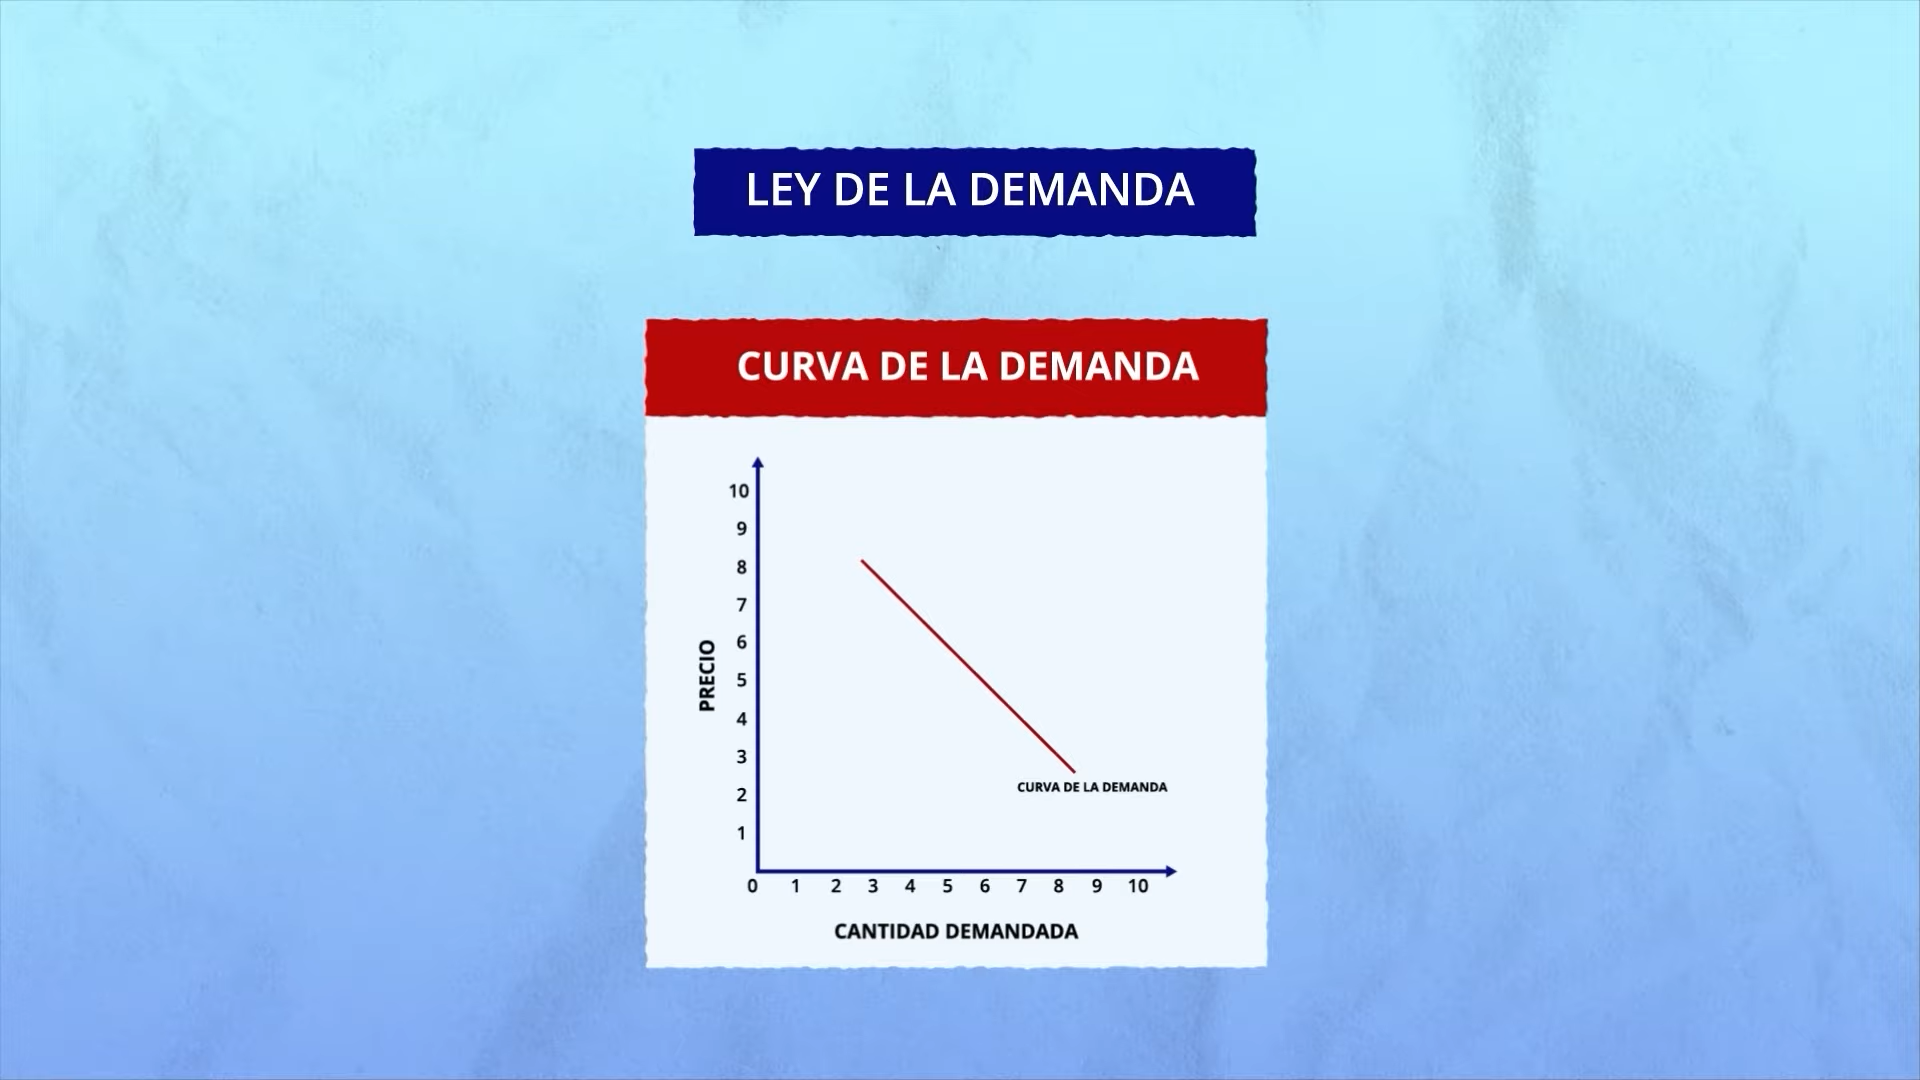 LEY DE LA DEMANDA
CURVA DE LA DEMANDA
10
9
8
7
6
5
4
3
2
1
PRECIO
CURVA DE LA DEMANDA
0 1 2 3 4 5 6 7 8 9 10
CANTIDAD DEMANDADA